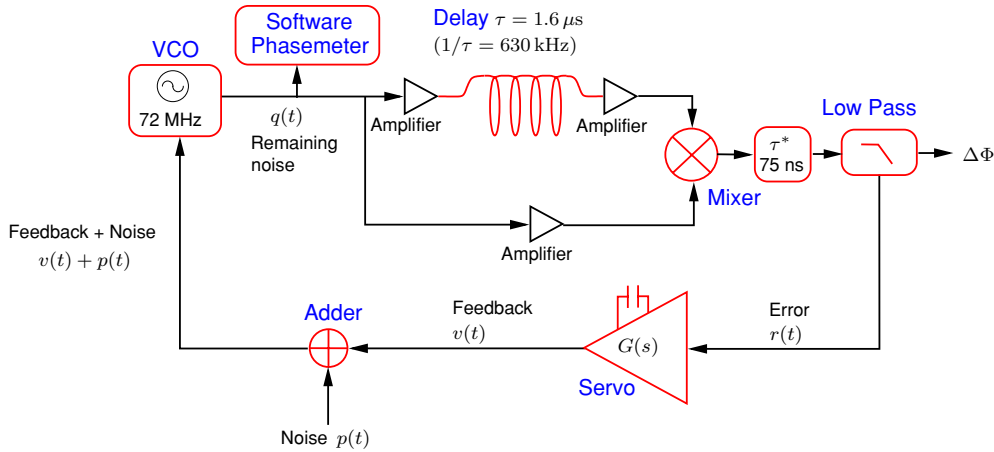 VCO
72 MHz
Software
Phasemeter
q(t)
Remaining
noise
Amplifier
Delay τ = 1.6 μs
(1/τ = 630 kHz)
Amplifier
Amplifier
Mixer
τ*
75 ns
Low Pass
ΔΦ
Feedback + Noise
v(t) + p(t)
Adder
Feedback
v(t)
G(s)
Servo
Error
r(t)
Noise p(t)